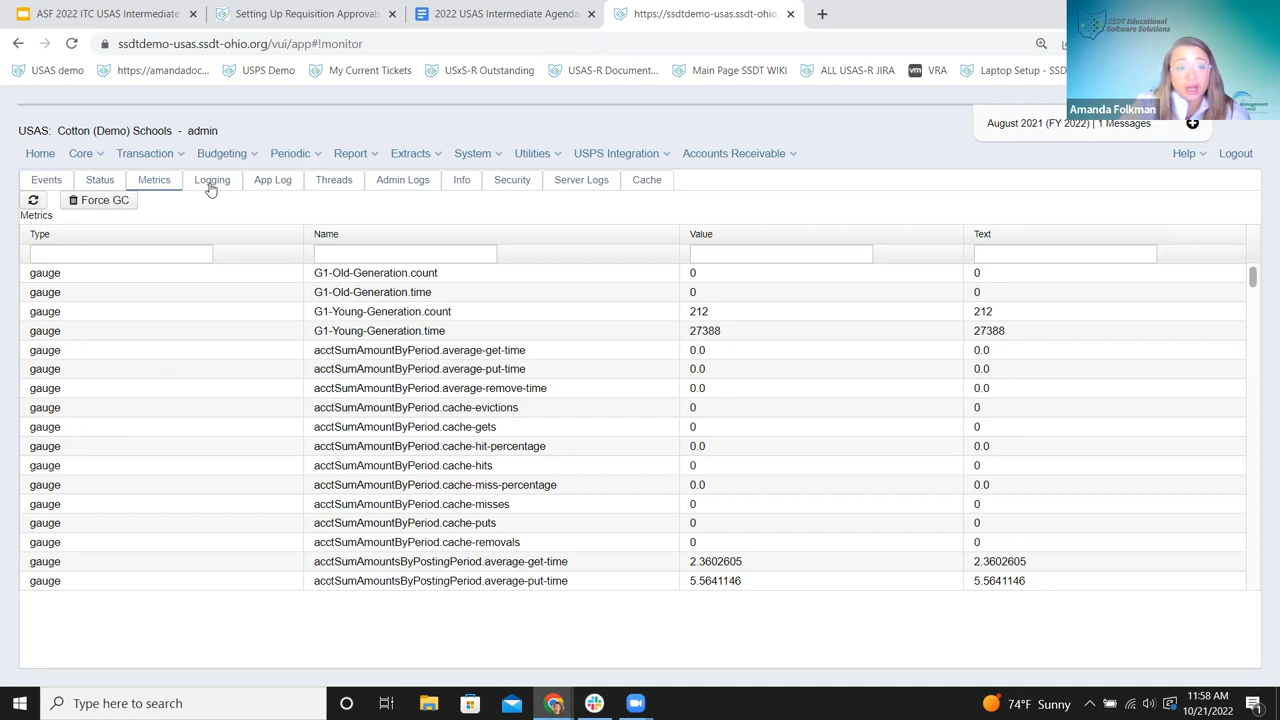 ASF 2022 ITC USAS Intermediate
Setting Up Requisition Approvals
2022 USAS Intermediate Agenda
https://ssdtdemo-usas.ssdt-ohio.
ssdtdemo-usas.ssdt-ohio.org/vui/app#!monitor
USAS demo
https://amandadoc...
USPS Demo
My Current Tickets
USxS-R Outstanding
USAS-R Document...
Main Page SSDT WIKI
ALL USAS-R JIRA
vm VRA
Laptop Setup - SSD
SSDT Educational
Software Solutions
Amanda Folkman
USAS: Cotton (Demo) Schools - admin
August 2021 (FY 2022) | 1 Messages
Home Core Transaction Budgeting Periodic Report Extracts System Utilities USPS Integration Accounts Receivable Help Logout
Events Status Metrics Logging App Log Threads Admin Logs Info Security Server Logs Cache
Force GC
Metrics
Type Name Value Text
gauge G1-Old-Generation.count 0 0
gauge G1-Old-Generation.time 0 0
gauge G1-Young-Generation.count 212 212
gauge G1-Young-Generation.time 27388 27388
gauge acctSumAmountByPeriod.average-get-time 0.0 0.0
gauge acctSumAmountByPeriod.average-put-time 0.0 0.0
gauge acctSumAmountByPeriod.average-remove-time 0.0 0.0
gauge acctSumAmountByPeriod.cache-evictions 0 0
gauge acctSumAmountByPeriod.cache-gets 0 0
gauge acctSumAmountByPeriod.cache-hit-percentage 0.0 0.0
gauge acctSumAmountByPeriod.cache-hits 0 0
gauge acctSumAmountByPeriod.cache-miss-percentage 0.0 0.0
gauge acctSumAmountByPeriod.cache-misses 0 0
gauge acctSumAmountByPeriod.cache-puts 0 0
gauge acctSumAmountByPeriod.cache-removals 0 0
gauge acctSumAmountsByPostingPeriod.average-get-time 2.3602605 2.3602605
gauge acctSumAmountsByPostingPeriod.average-put-time 5.5641146 5.5641146
Type here to search
74°F Sunny
11:58 AM
10/21/2022
1